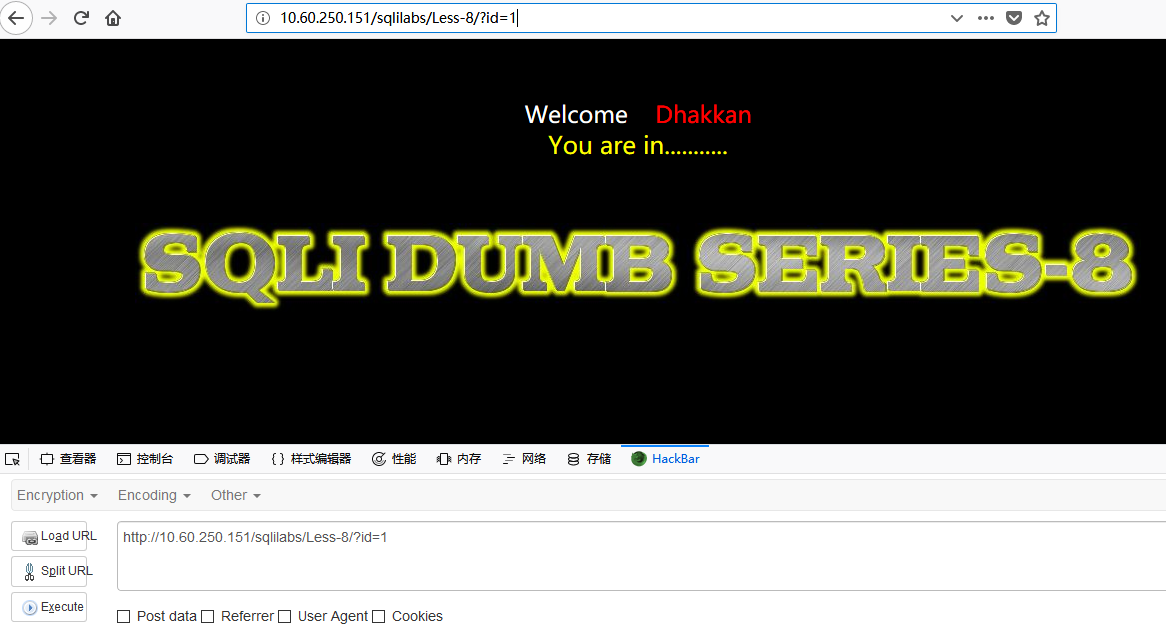 10.60.250.151/sqlilabs/Less-8/?id=1
Welcome Dhakkan
You are in...........
SQLI DUMB SERIES-8
查看器 控制台 调试器 {} 样式编辑器 性能 内存 网络 存储 HackBar
Encryption Encoding Other
Load URL
http://10.60.250.151/sqlilabs/Less-8/?id=1
Split URL
Execute
Post data Referrer User Agent Cookies